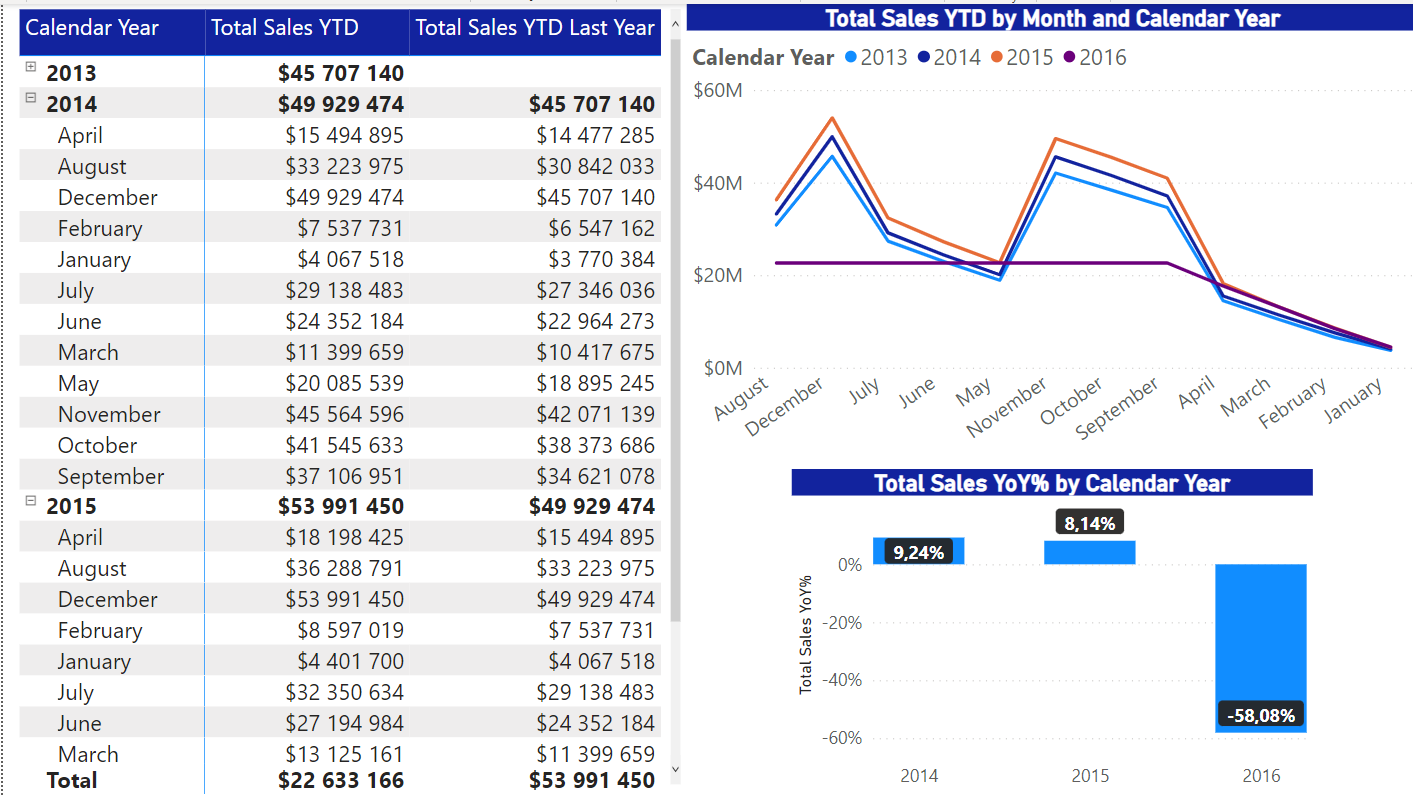 Calendar Year Total Sales YTD Total Sales YTD Last Year
2013 $45 707 140
2014 $49 929 474 $45 707 140
April $15 494 895 $14 477 285
August $33 223 975 $30 842 033
December $49 929 474 $45 707 140
February $7 537 731 $6 547 162
January $4 067 518 $3 770 384
July $29 138 483 $27 346 036
June $24 352 184 $22 964 273
March $11 399 659 $10 417 675
May $20 085 539 $18 895 245
November $45 564 596 $42 071 139
October $41 545 633 $38 373 686
September $37 106 951 $34 621 078
2015 $53 991 450 $49 929 474
April $18 198 425 $15 494 895
August $36 288 791 $33 223 975
December $53 991 450 $49 929 474
February $8 597 019 $7 537 731
January $4 401 700 $4 067 518
July $32 350 634 $29 138 483
June $27 194 984 $24 352 184
March $13 125 161 $11 399 659
Total $22 633 166 $53 991 450
Total Sales YTD by Month and Calendar Year
Calendar Year 2013 2014 2015 2016
$60M
$40M
$20M
$0M
August December July June May November October September April March February January
Total Sales YoY% by Calendar Year
Total Sales YoY%
0%
-20%
-40%
-60%
9,24%
8,14%
-58,08%
2014 2015 2016